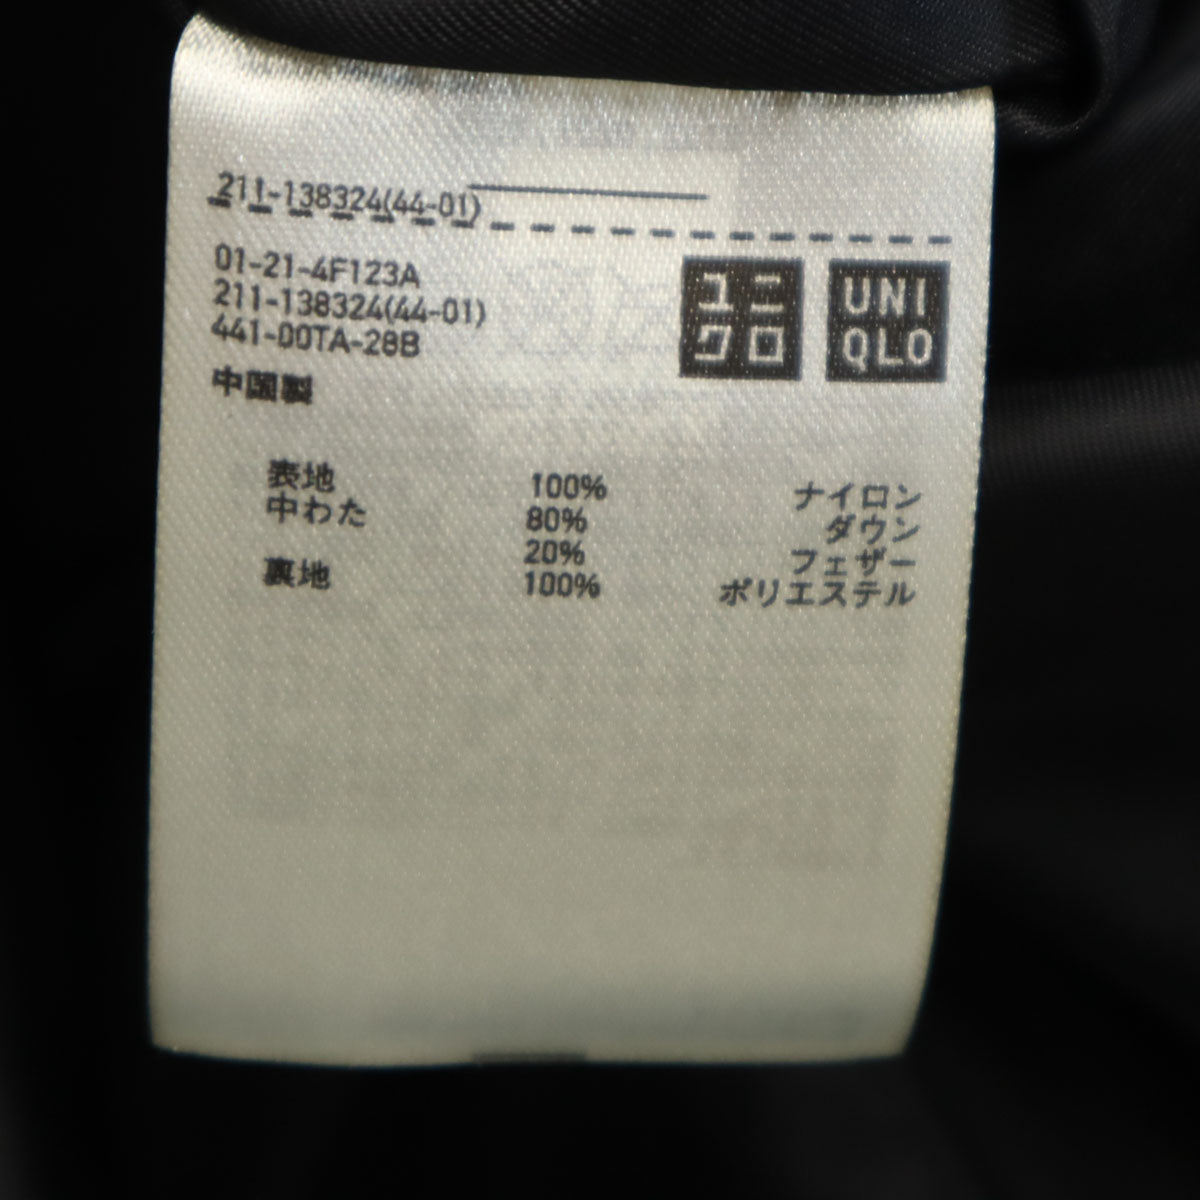 211-138324(44-01)
01-21-4F123A
211-138324(44-01)
441-00TA-28B
中国製
ユニ
クロ
UNI
QLO
表地 100% ナイロン
中わた 80% ダウン
20% フェザー
裏地 100% ポリエステル